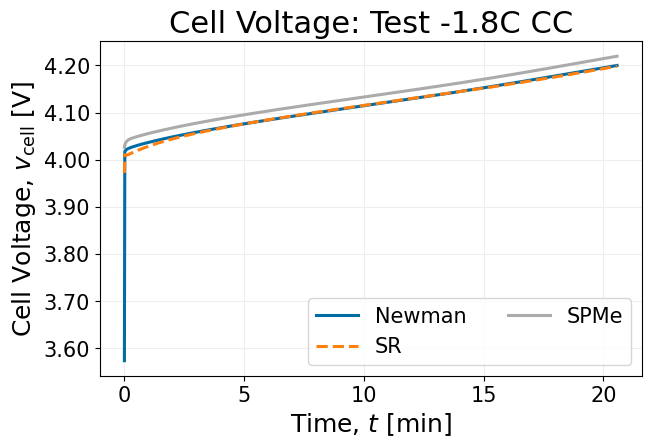 Cell Voltage: Test -1.8C CC
Cell Voltage, v_cell [V]
4.20
4.10
4.00
3.90
3.80
3.70
3.60
Newman
SR
SPMe
0 5 10 15 20
Time, t [min]